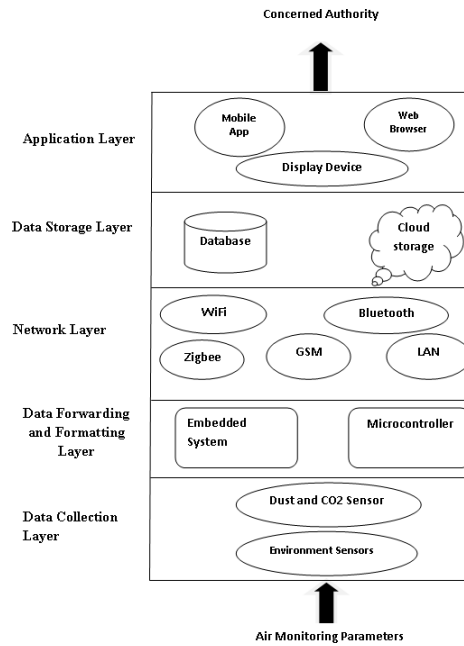 Concerned Authority
Application Layer
Mobile
App
Web
Browser
Display Device
Data Storage Layer
Database
Cloud
storage
Network Layer
WiFi
Bluetooth
Zigbee
GSM
LAN
Data Forwarding
and Formatting
Layer
Embedded
System
Microcontroller
Data Collection
Layer
Dust and CO2 Sensor
Environment Sensors
Air Monitoring Parameters